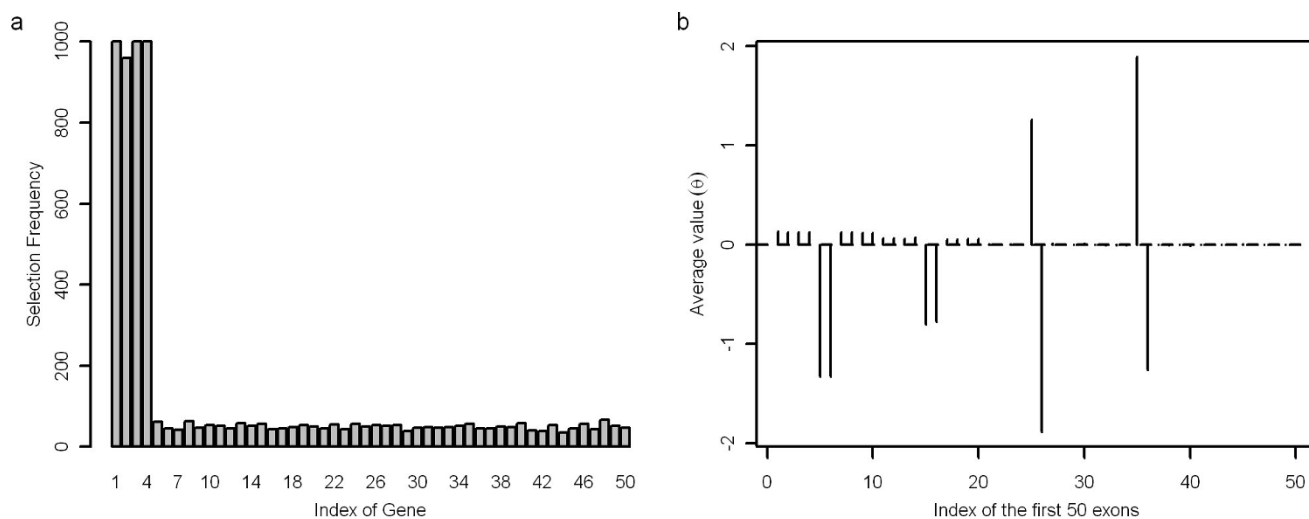 a
Selection Frequency
0 200 400 600 800 1000
1 4 7 10 14 18 22 26 30 34 38 42 46 50
Index of Gene
b
Average value (θ)
-2 -1 0 1 2
0 10 20 30 40 50
Index of the first 50 exons